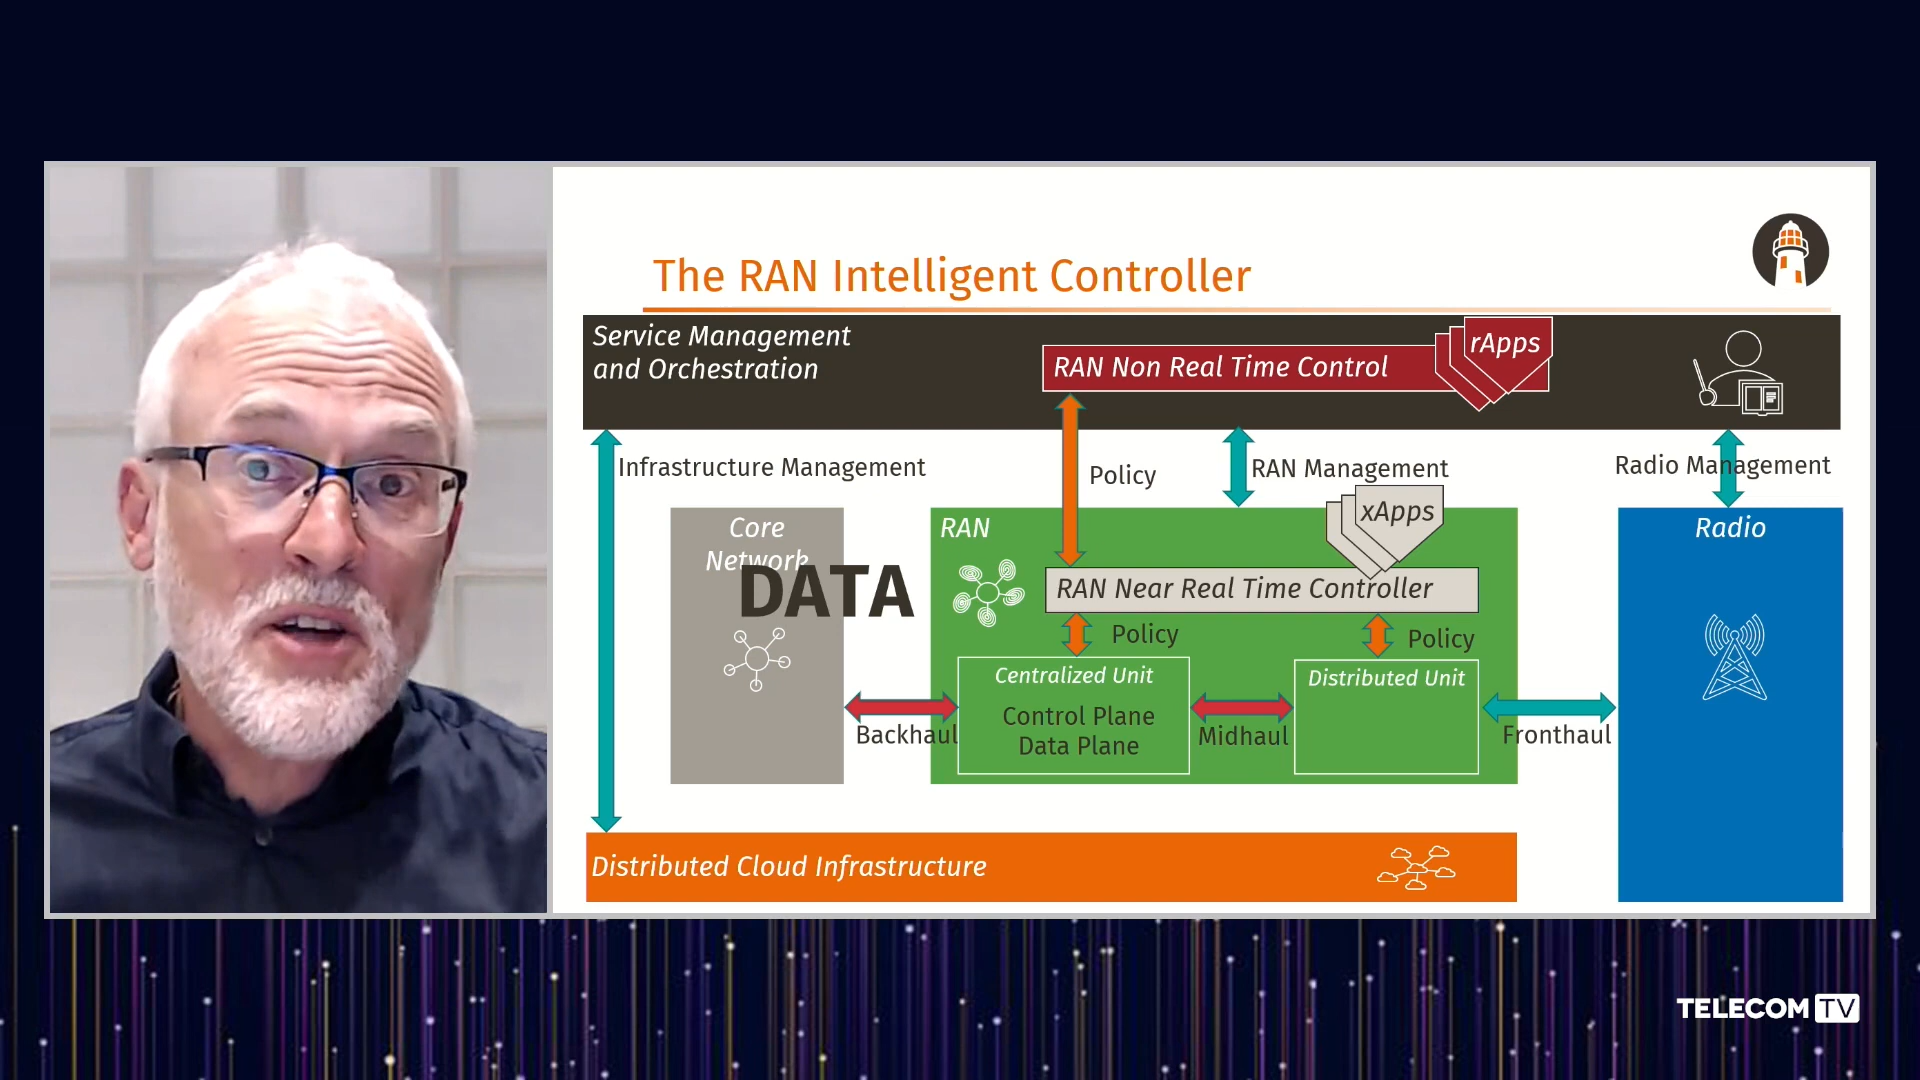 The RAN Intelligent Controller
Service Management
and Orchestration
RAN Non Real Time Control
rApps
Infrastructure Management
Policy
RAN Management
Radio Management
Core
Network
DATA
RAN
xApps
RAN Near Real Time Controller
Policy
Policy
Centralized Unit
Control Plane
Data Plane
Distributed Unit
Backhaul
Midhaul
Fronthaul
Radio
Distributed Cloud Infrastructure
TELECOM TV